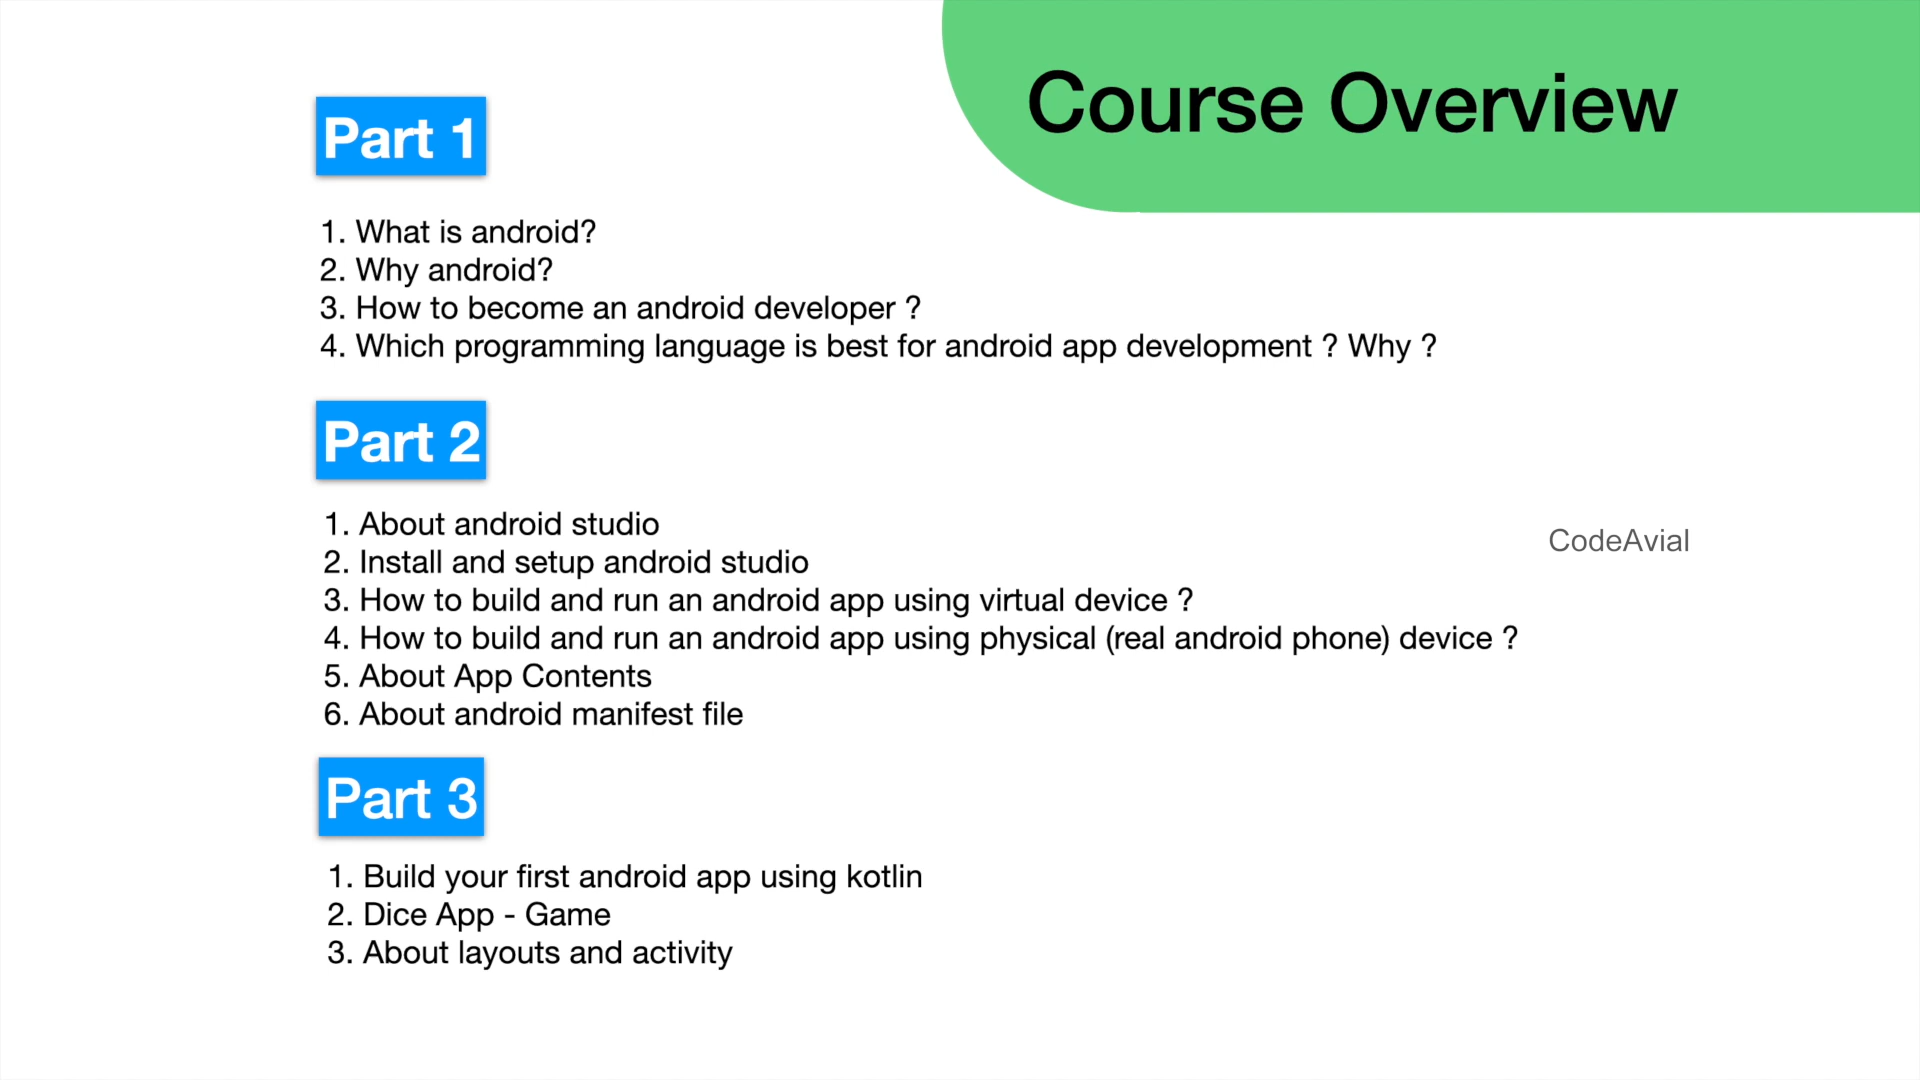 Course Overview
Part 1
1. What is android?
2. Why android?
3. How to become an android developer ?
4. Which programming language is best for android app development ? Why ?
Part 2
1. About android studio
2. Install and setup android studio
3. How to build and run an android app using virtual device ?
4. How to build and run an android app using physical (real android phone) device ?
5. About App Contents
6. About android manifest file
CodeAvial
Part 3
1. Build your first android app using kotlin
2. Dice App - Game
3. About layouts and activity